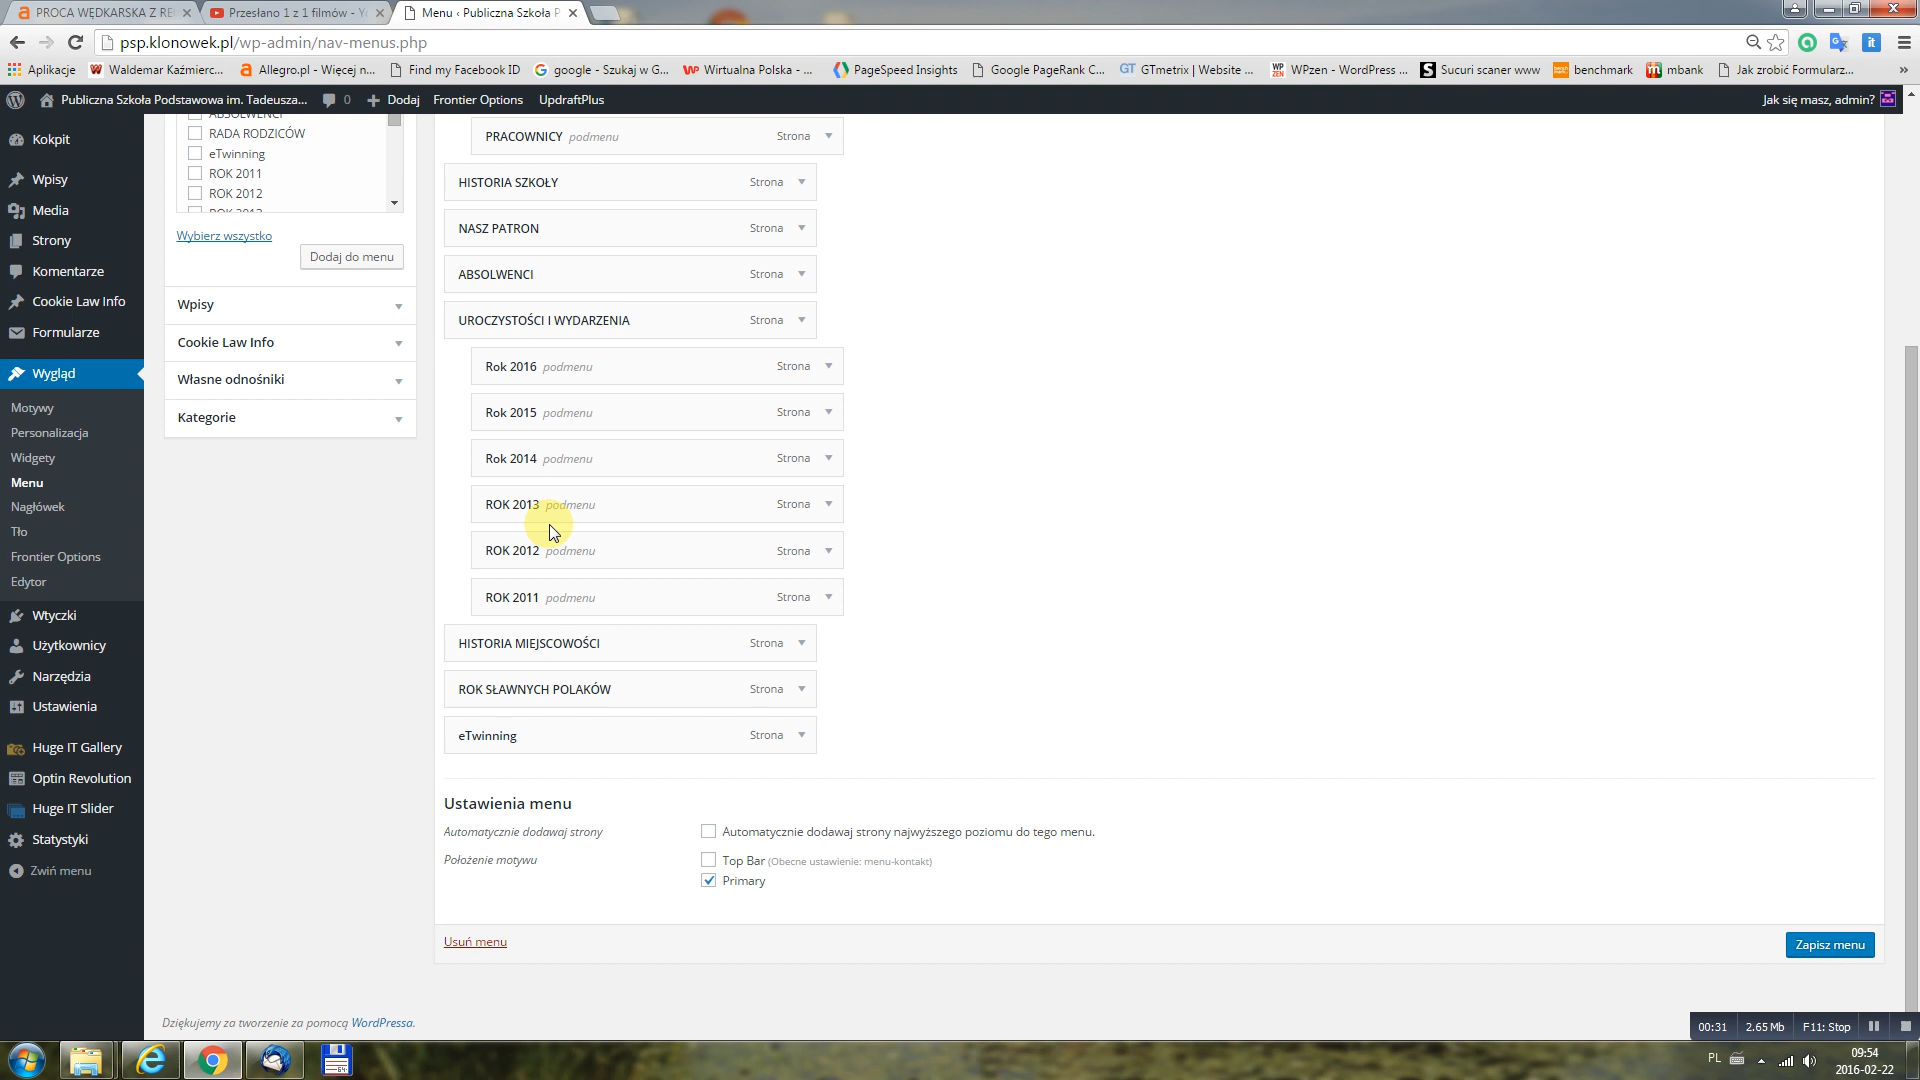 PROCA WĘDKARSKA Z RE
Przesłano 1 z 1 filmów - Y
Menu ‹ Publiczna Szkoła P
psp.klonowek.pl/wp-admin/nav-menus.php
Aplikacje
Waldemar Kaźmierc...
Allegro.pl - Więcej n...
Find my Facebook ID
google - Szukaj w G...
Wirtualna Polska - ...
PageSpeed Insights
Google PageRank C...
GTmetrix | Website ...
WPzen - WordPress ...
Sucuri scaner www
benchmark
mbank
Jak zrobić Formularz...
»
Publiczna Szkoła Podstawowa im. Tadeusza...
0
Dodaj
Frontier Options
UpdraftPlus
Jak się masz, admin?
Kokpit
Wpisy
Media
Strony
Komentarze
Cookie Law Info
Formularze
Wygląd
Motywy
Personalizacja
Widgety
Menu
Nagłówek
Tło
Frontier Options
Edytor
Wtyczki
Użytkownicy
Narzędzia
Ustawienia
Huge IT Gallery
Optin Revolution
Huge IT Slider
Statystyki
Zwiń menu
ABSOLWENCI
RADA RODZICÓW
eTwinning
ROK 2011
ROK 2012
ROK 2013
Wybierz wszystko
Dodaj do menu
Wpisy
Cookie Law Info
Własne odnośniki
Kategorie
PRACOWNICY podmenu Strona
HISTORIA SZKOŁY Strona
NASZ PATRON Strona
ABSOLWENCI Strona
UROCZYSTOŚCI I WYDARZENIA Strona
Rok 2016 podmenu Strona
Rok 2015 podmenu Strona
Rok 2014 podmenu Strona
ROK 2013 podmenu Strona
ROK 2012 podmenu Strona
ROK 2011 podmenu Strona
HISTORIA MIEJSCOWOŚCI Strona
ROK SŁAWNYCH POLAKÓW Strona
eTwinning Strona
Ustawienia menu
Automatycznie dodawaj strony
Automatycznie dodawaj strony najwyższego poziomu do tego menu.
Położenie motywu
Top Bar (Obecne ustawienie: menu-kontakt)
Primary
Usuń menu
Zapisz menu
Dziękujemy za tworzenie za pomocą WordPressa.
00:31
2.65 Mb
F11: Stop
PL
09:54
2016-02-22